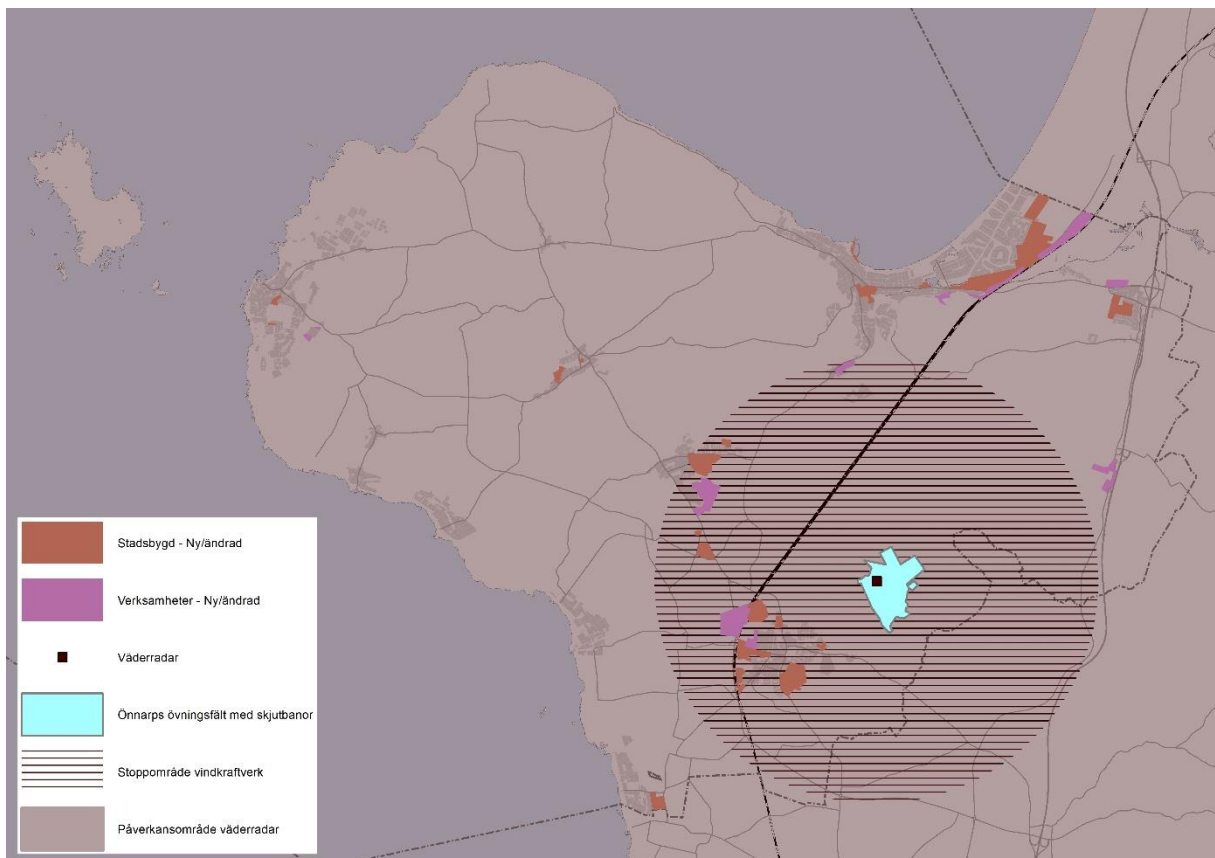 Stadsbygd - Ny/ändrad
Verksamheter - Ny/ändrad
Väderradar
Önnarps övningsfält med skjutbanor
Stoppområde vindkraftverk
Påverkansområde väderradar